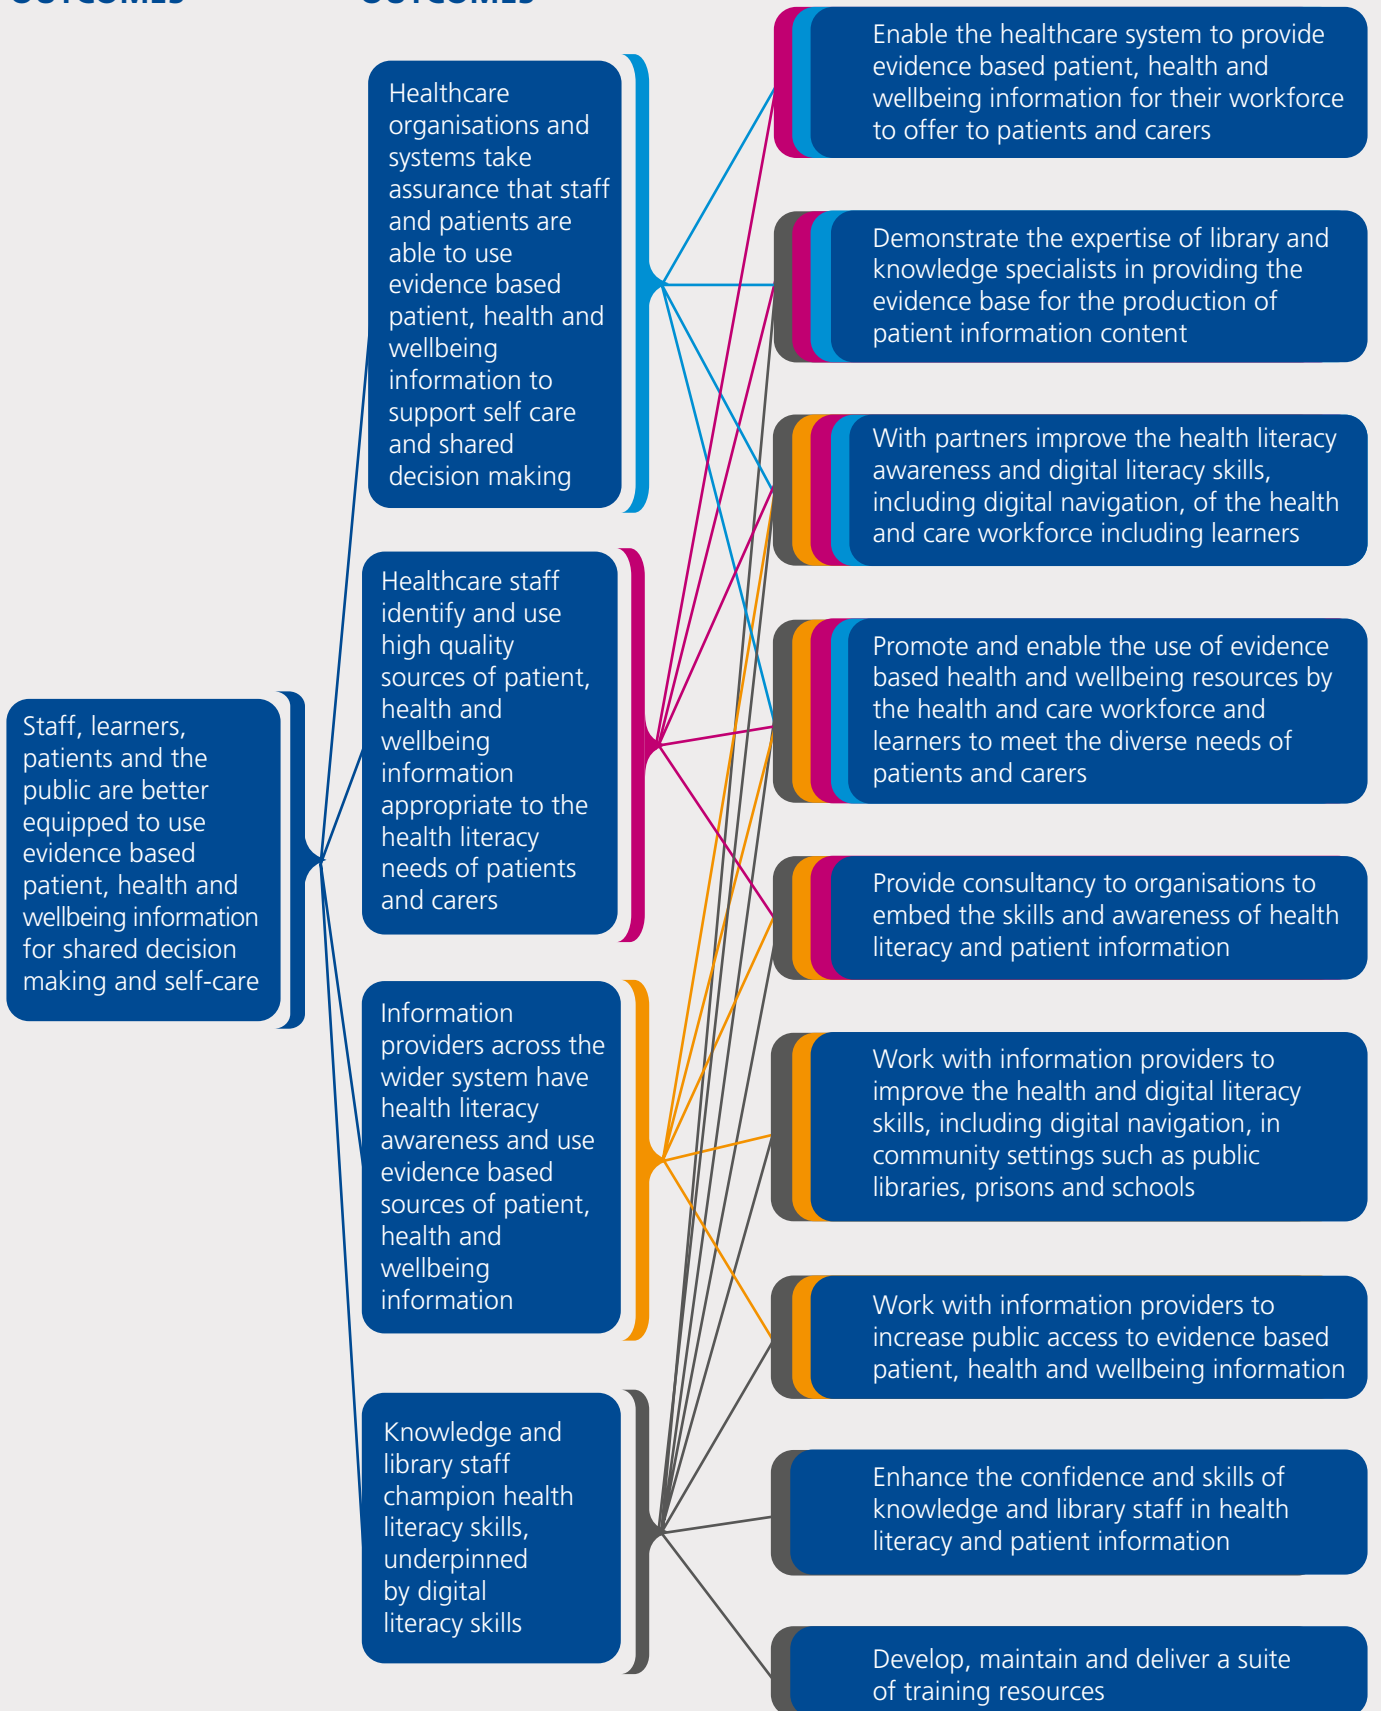 OUTCOMES
OUTCOMES
Staff, learners,
patients and the
public are better
equipped to use
evidence based
patient, health and
wellbeing information
for shared decision
making and self-care
Healthcare
organisations and
systems take
assurance that staff
and patients are
able to use
evidence based
patient, health and
wellbeing
information to
support self care
and shared
decision making
Healthcare staff
identify and use
high quality
sources of patient,
health and
wellbeing
information
appropriate to the
health literacy
needs of patients
and carers
Information
providers across the
wider system have
health literacy
awareness and use
evidence based
sources of patient,
health and
wellbeing
information
Knowledge and
library staff
champion health
literacy skills,
underpinned
by digital
literacy skills
Enable the healthcare system to provide
evidence based patient, health and
wellbeing information for their workforce
to offer to patients and carers
Demonstrate the expertise of library and
knowledge specialists in providing the
evidence base for the production of
patient information content
With partners improve the health literacy
awareness and digital literacy skills,
including digital navigation, of the health
and care workforce including learners
Promote and enable the use of evidence
based health and wellbeing resources by
the health and care workforce and
learners to meet the diverse needs of
patients and carers
Provide consultancy to organisations to
embed the skills and awareness of health
literacy and patient information
Work with information providers to
improve the health and digital literacy
skills, including digital navigation, in
community settings such as public
libraries, prisons and schools
Work with information providers to
increase public access to evidence based
patient, health and wellbeing information
Enhance the confidence and skills of
knowledge and library staff in health
literacy and patient information
Develop, maintain and deliver a suite
of training resources